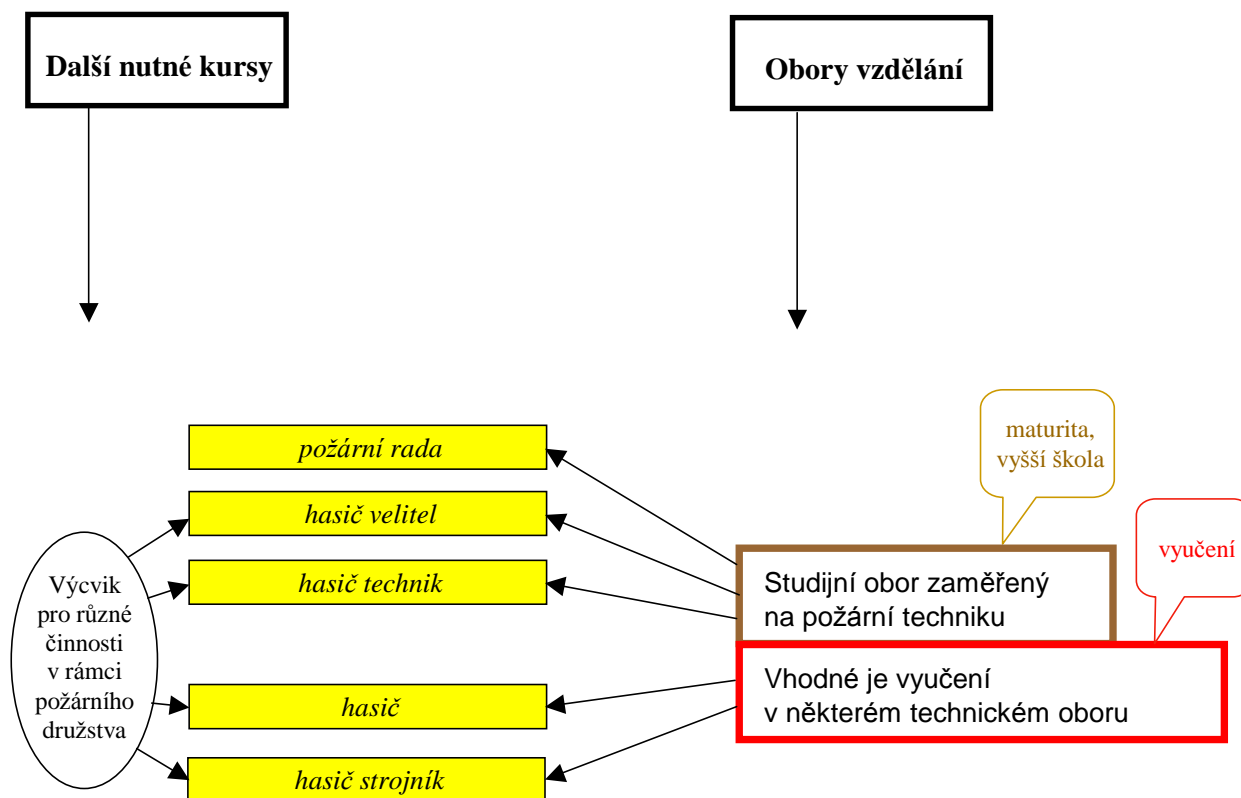 Další nutné kursy
Obory vzdělání
maturita,
vyšší škola
vyučení
požární rada
hasič velitel
hasič technik
hasič
hasič strojník
Výcvik
pro různé
činnosti
v rámci
požárního
družstva
Studijní obor zaměřený
na požární techniku
Vhodné je vyučení
v některém technickém oboru